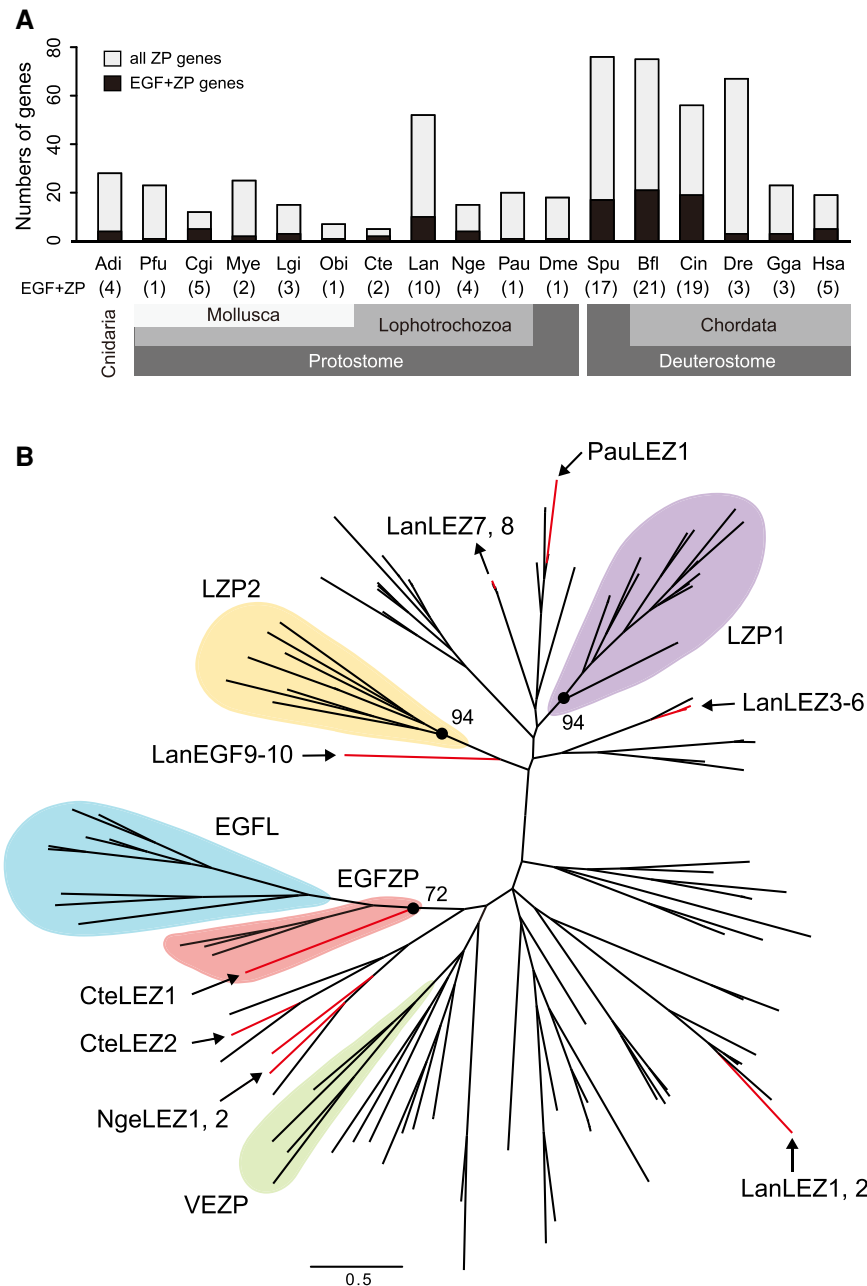 A
80
60
40
20
0
Numbers of genes
all ZP genes
EGF+ZP genes
Adi Pfu Cgi Mye Lgi Obi Cte Lan Nge Pau Dme Spu Bfl Cin Dre Gga Hsa
EGF+ZP (4) (1) (5) (2) (3) (1) (2) (10) (4) (1) (1) (17) (21) (19) (3) (3) (5)
Cnidaria
Mollusca
Lophotrochozoa
Chordata
Protostome
Deuterostome
B
PauLEZ1
LanLEZ7, 8
LZP2
LZP1
94
94
LanLEZ3-6
LanEGF9-10
EGFL
EGFZP
72
CteLEZ1
CteLEZ2
NgeLEZ1, 2
VEZP
LanLEZ1, 2
0.5